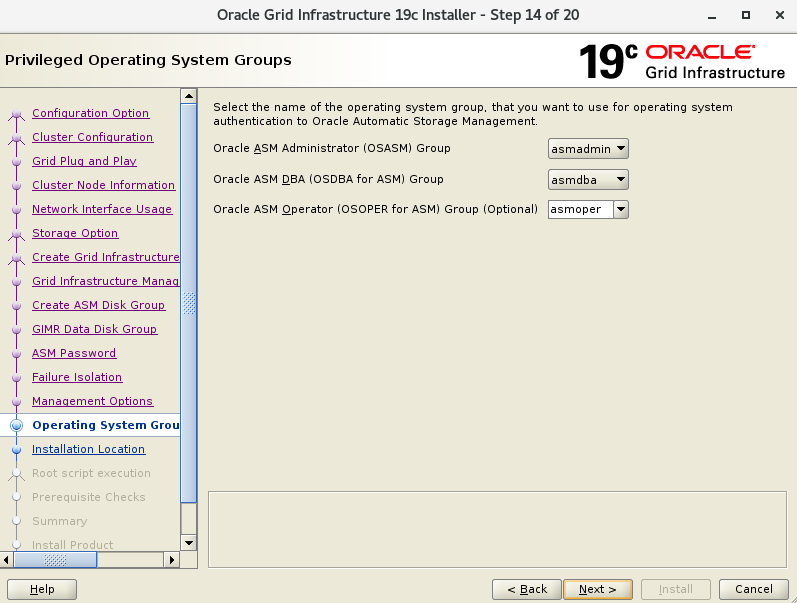 Oracle Grid Infrastructure 19c Installer - Step 14 of 20
Privileged Operating System Groups
19c ORACLE
Grid Infrastructure
Configuration Option
Cluster Configuration
Grid Plug and Play
Cluster Node Information
Network Interface Usage
Storage Option
Create Grid Infrastructure
Grid Infrastructure Manag
Create ASM Disk Group
GIMR Data Disk Group
ASM Password
Failure Isolation
Management Options
Operating System Grou
Installation Location
Root script execution
Prerequisite Checks
Summary
Install Product
Select the name of the operating system group, that you want to use for operating system
authentication to Oracle Automatic Storage Management.
Oracle ASM Administrator (OSASM) Group asmadmin
Oracle ASM DBA (OSDBA for ASM) Group asmdba
Oracle ASM Operator (OSOPER for ASM) Group (Optional) asmoper
Help < Back Next > Install Cancel